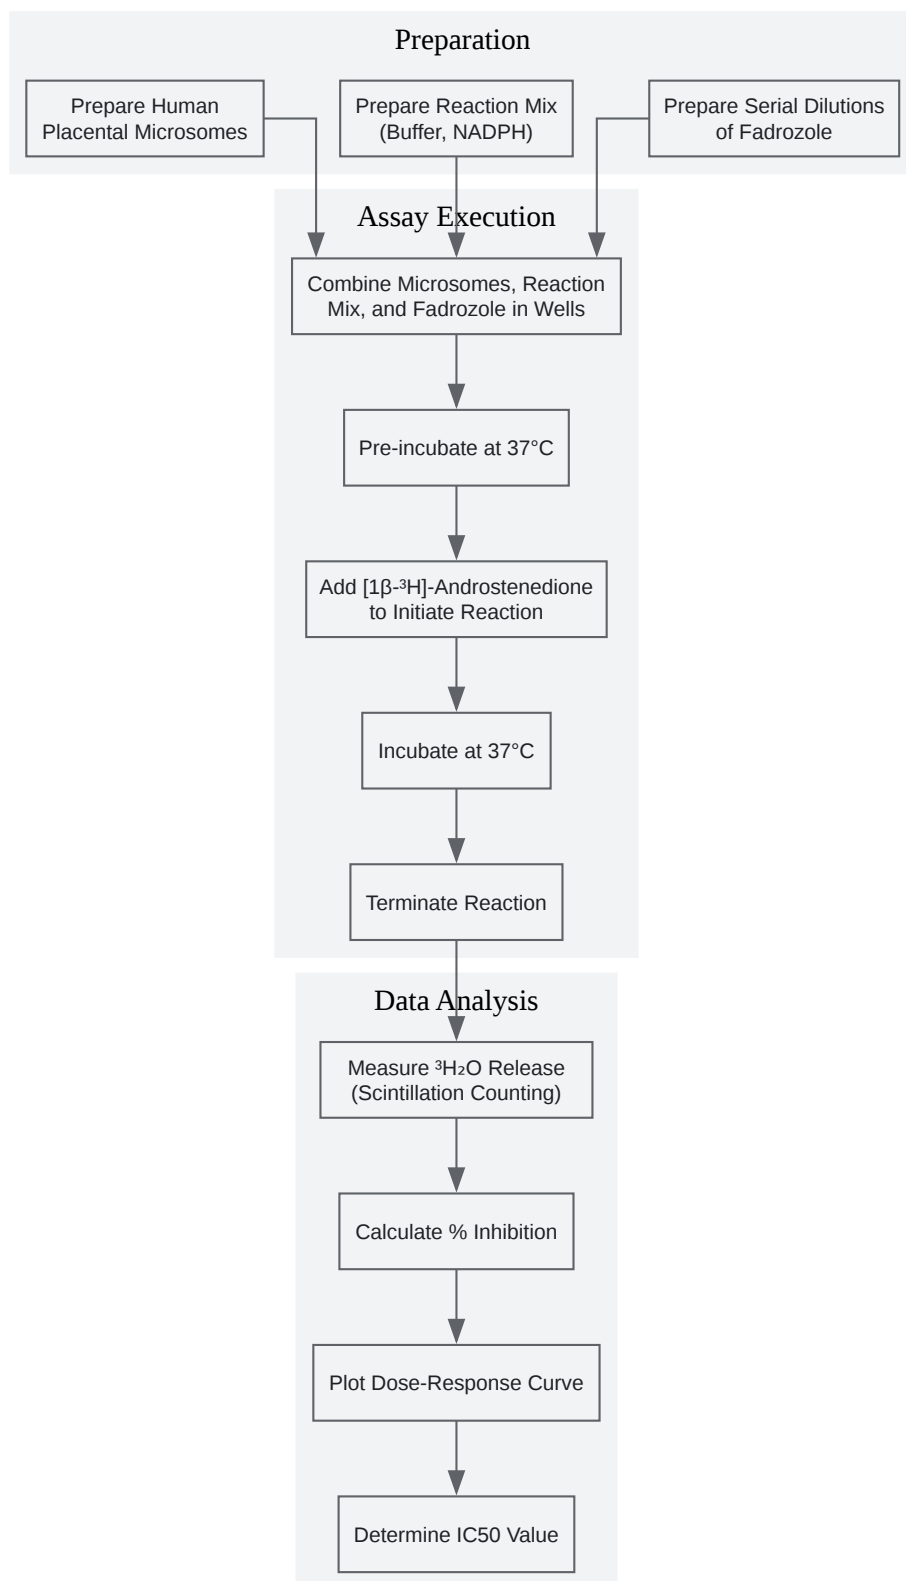 Preparation
Prepare Human
Placental Microsomes
Prepare Reaction Mix
(Buffer, NADPH)
Prepare Serial Dilutions
of Fadrozole
Assay Execution
Combine Microsomes, Reaction
Mix, and Fadrozole in Wells
Pre-incubate at 37°C
Add [1β-³H]-Androstenedione
to Initiate Reaction
Incubate at 37°C
Terminate Reaction
Data Analysis
Measure ³H₂O Release
(Scintillation Counting)
Calculate % Inhibition
Plot Dose-Response Curve
Determine IC50 Value